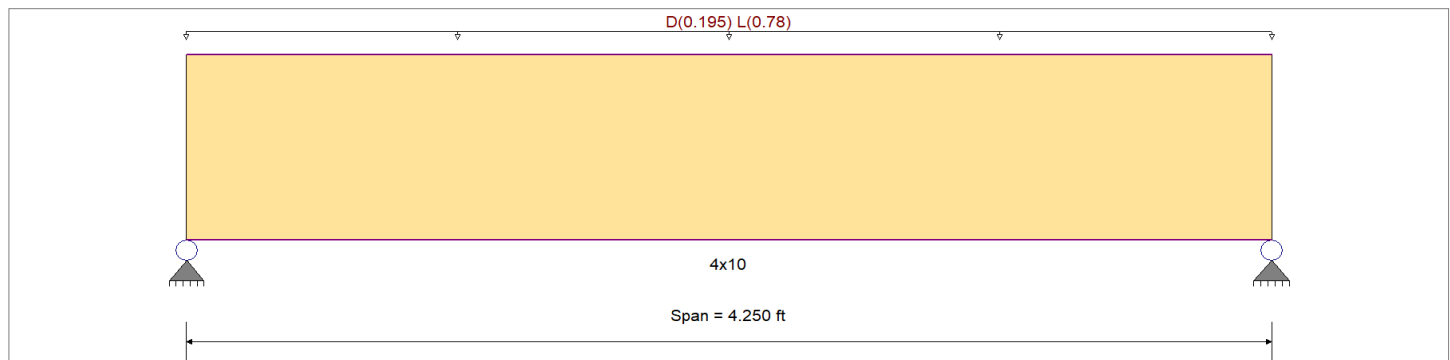 D(0.195) L(0.78)
4x10
Span = 4.250 ft